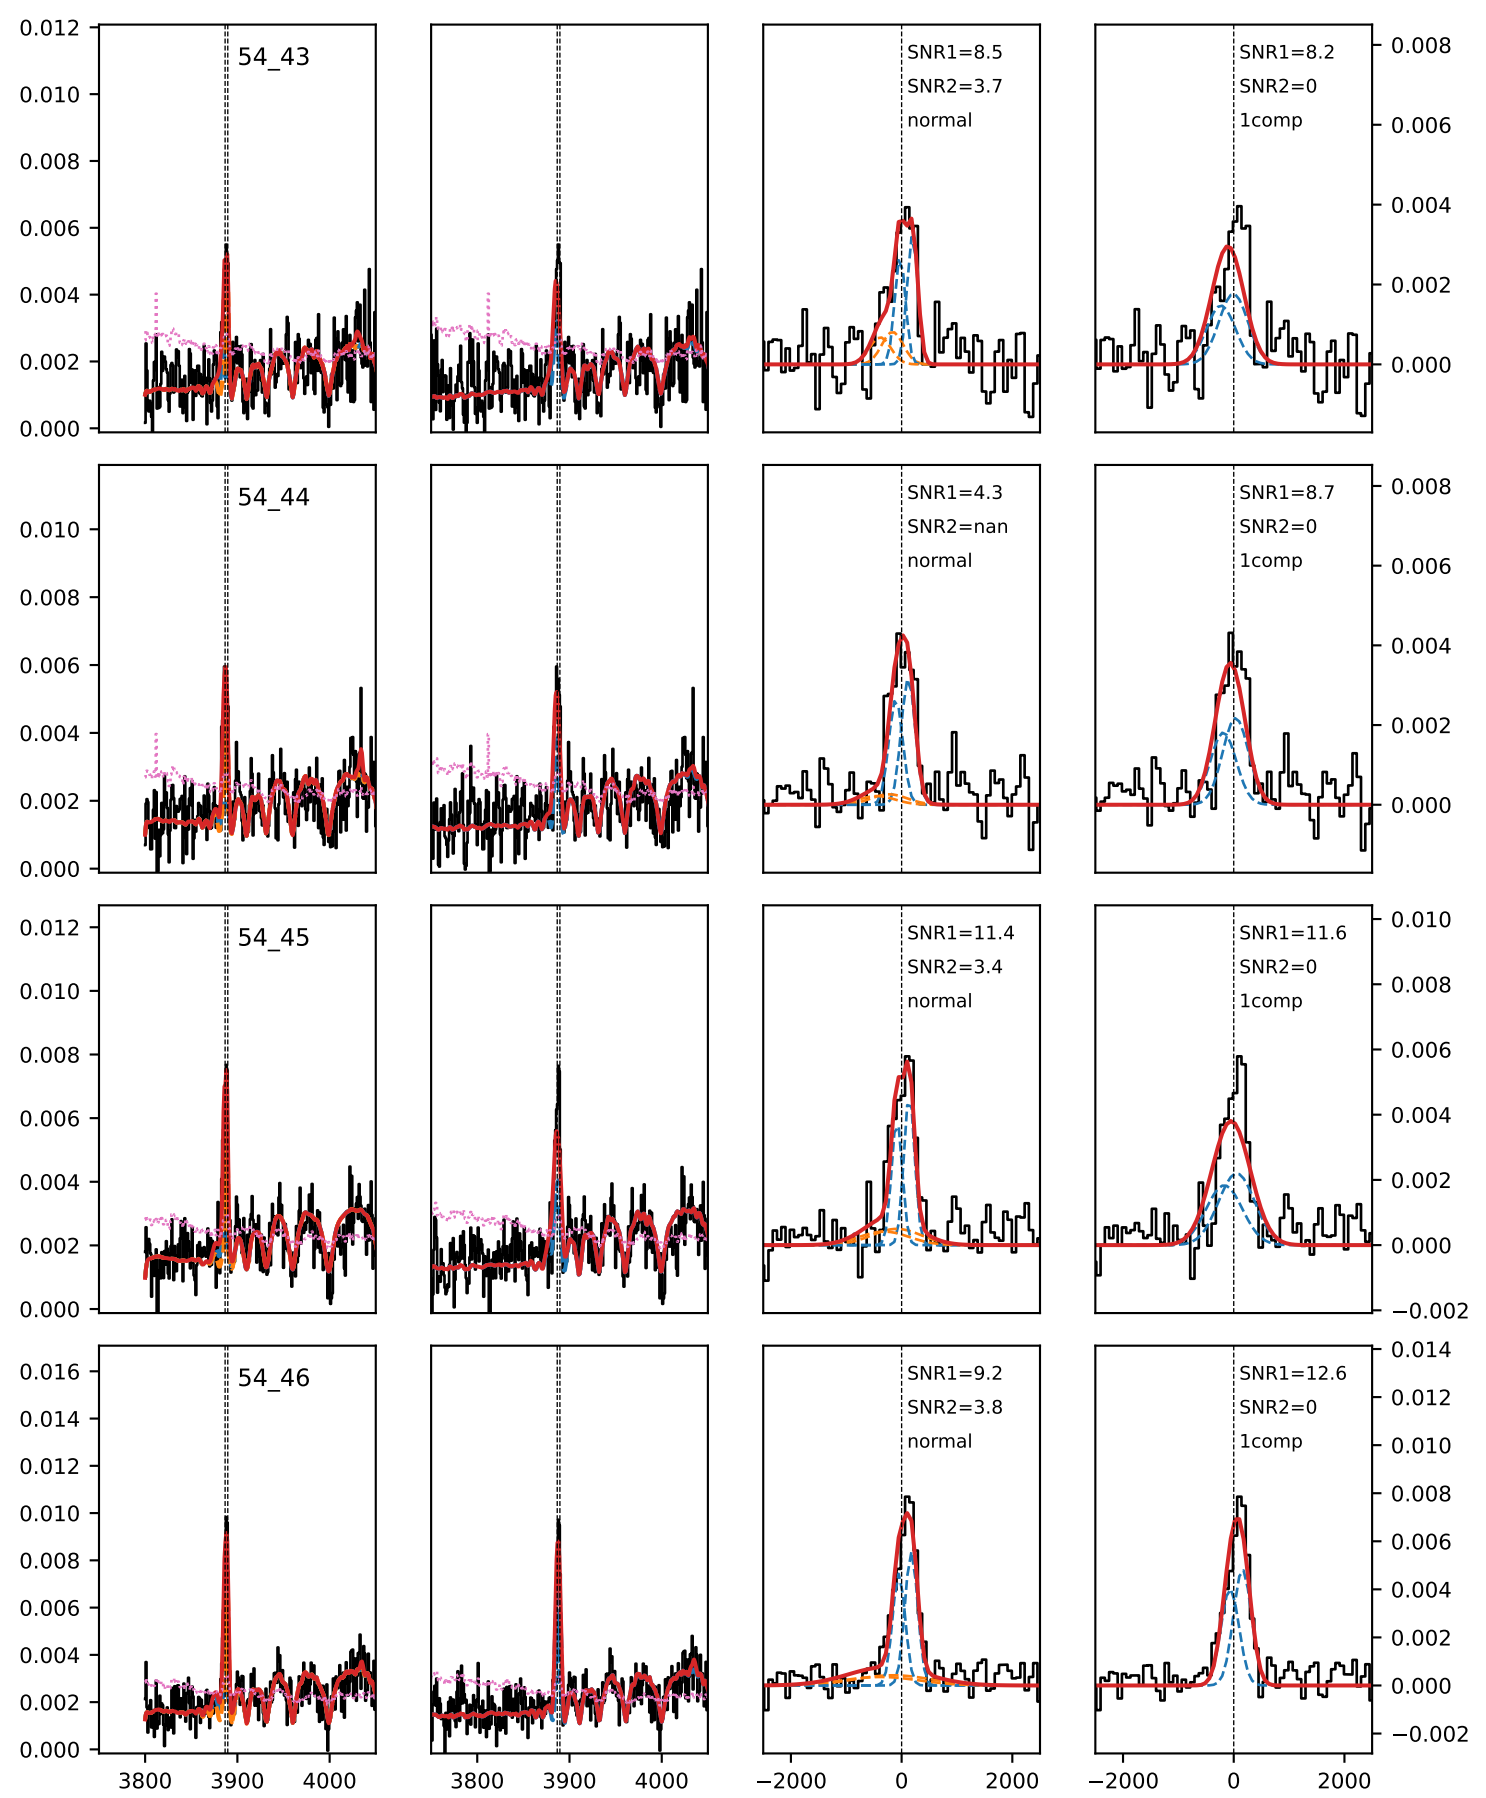 0.012
0.010
0.008
0.006
0.004
0.002
0.000
54_43
SNR1=8.5
SNR2=3.7
normal
SNR1=8.2
SNR2=0
1comp
0.008
0.006
0.004
0.002
0.000
0.010
0.008
0.006
0.004
0.002
0.000
54_44
SNR1=4.3
SNR2=nan
normal
SNR1=8.7
SNR2=0
1comp
0.008
0.006
0.004
0.002
0.000
0.012
0.010
0.008
0.006
0.004
0.002
0.000
54_45
SNR1=11.4
SNR2=3.4
normal
SNR1=11.6
SNR2=0
1comp
0.010
0.008
0.006
0.004
0.002
0.000
−0.002
0.016
0.014
0.012
0.010
0.008
0.006
0.004
0.002
0.000
54_46
SNR1=9.2
SNR2=3.8
normal
SNR1=12.6
SNR2=0
1comp
0.014
0.012
0.010
0.008
0.006
0.004
0.002
0.000
−0.002
3800 3900 4000
3800 3900 4000
−2000 0 2000
−2000 0 2000